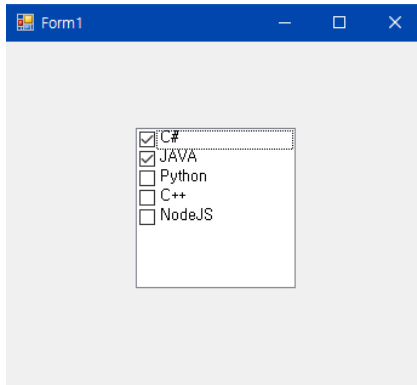 Form1
C#
JAVA
Python
C++
NodeJS